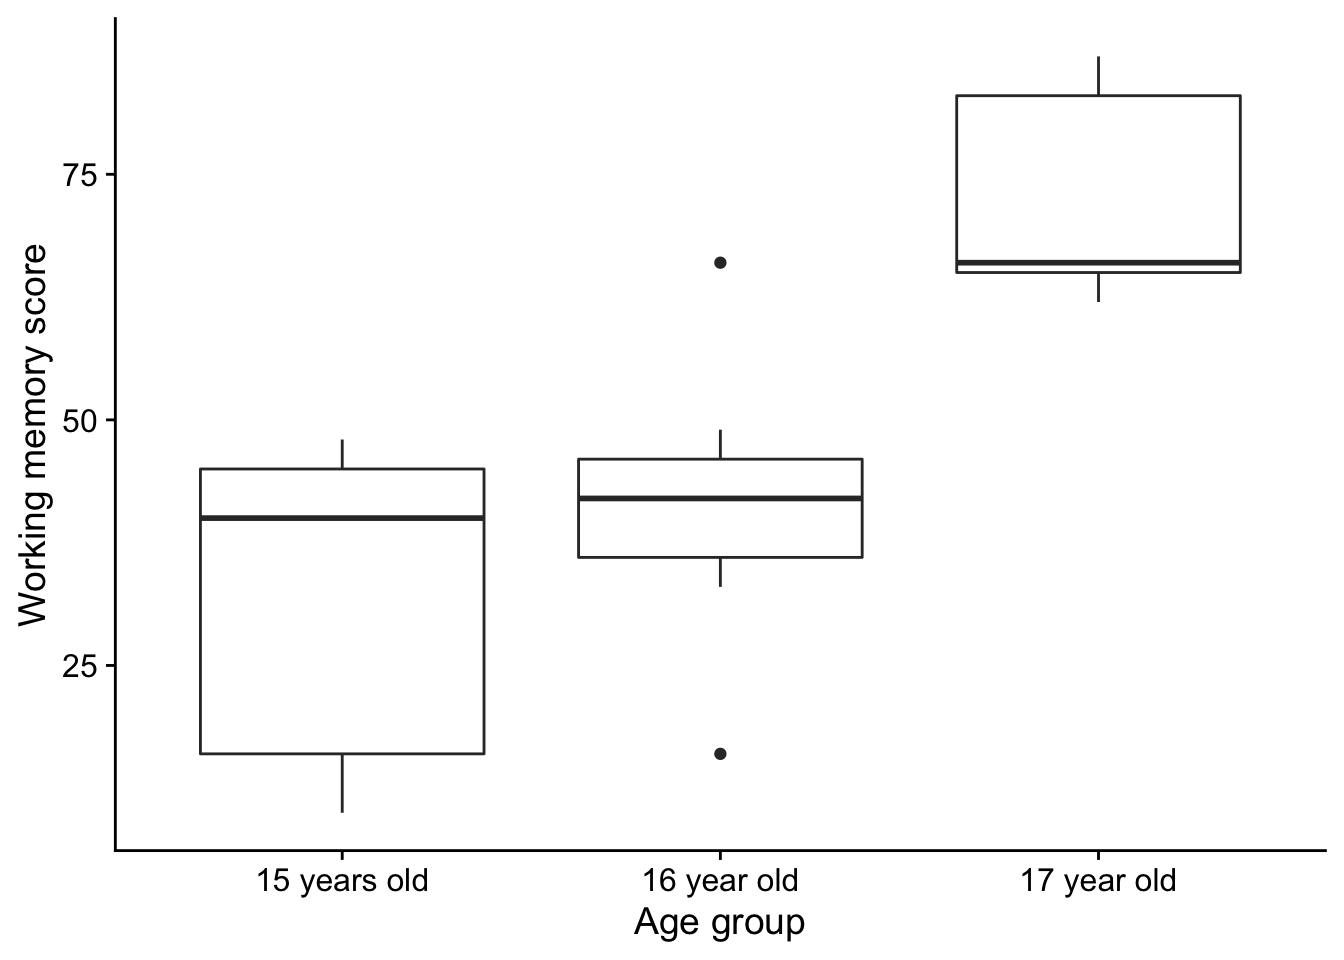 Working memory score
75
50
25
15 years old
16 year old
17 year old
Age group